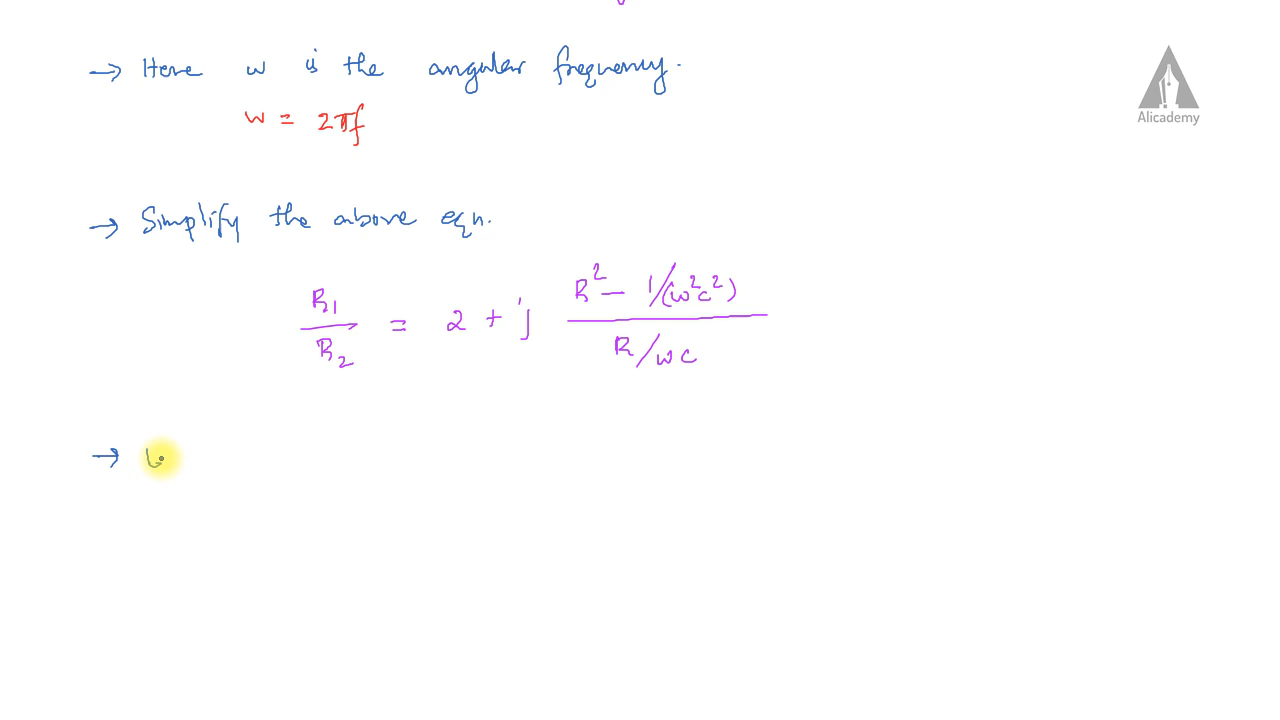 → Here w is the angular frequency.
Alicademy
w = 2πf
→ Simplify the above eqn.
R1/R2 = 2 + j (R² - 1/(w²c²)) / (R/wc)
→